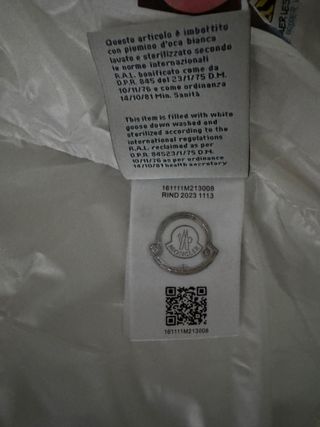 Questo articolo è imbottito
con piumino d'oca bianca
lavato e sterilizzato secondo
le norme internazionali
R.A.L. bonificato come da
D.P.R. 845 del 23/1/75 D.M.
10/11/76 e come ordinanza
14/10/81 Min. Sanità
This item is filled with white
goose down washed and
sterilized according to the
international regulations
R.A.L. reclaimed as per
D.P.R. 84523/1/75 D.M.
10/11/76 as per ordinance
14/10/81 health secretary
161111M213008
RIND 2023 1113
MONCLER
161111M213008